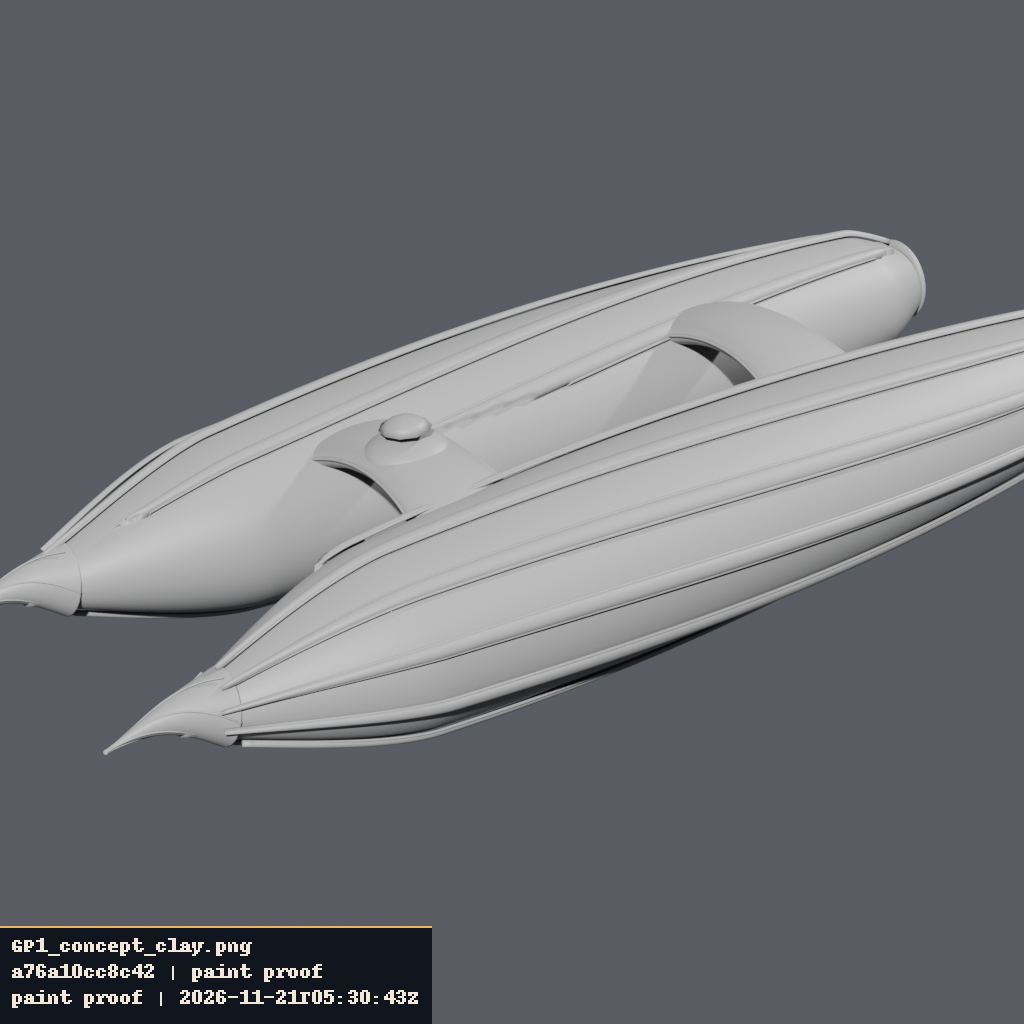 GP1_concept_clay.png
a76a10cc8c42 | paint proof
paint proof | 2026-11-21T05:30:43Z